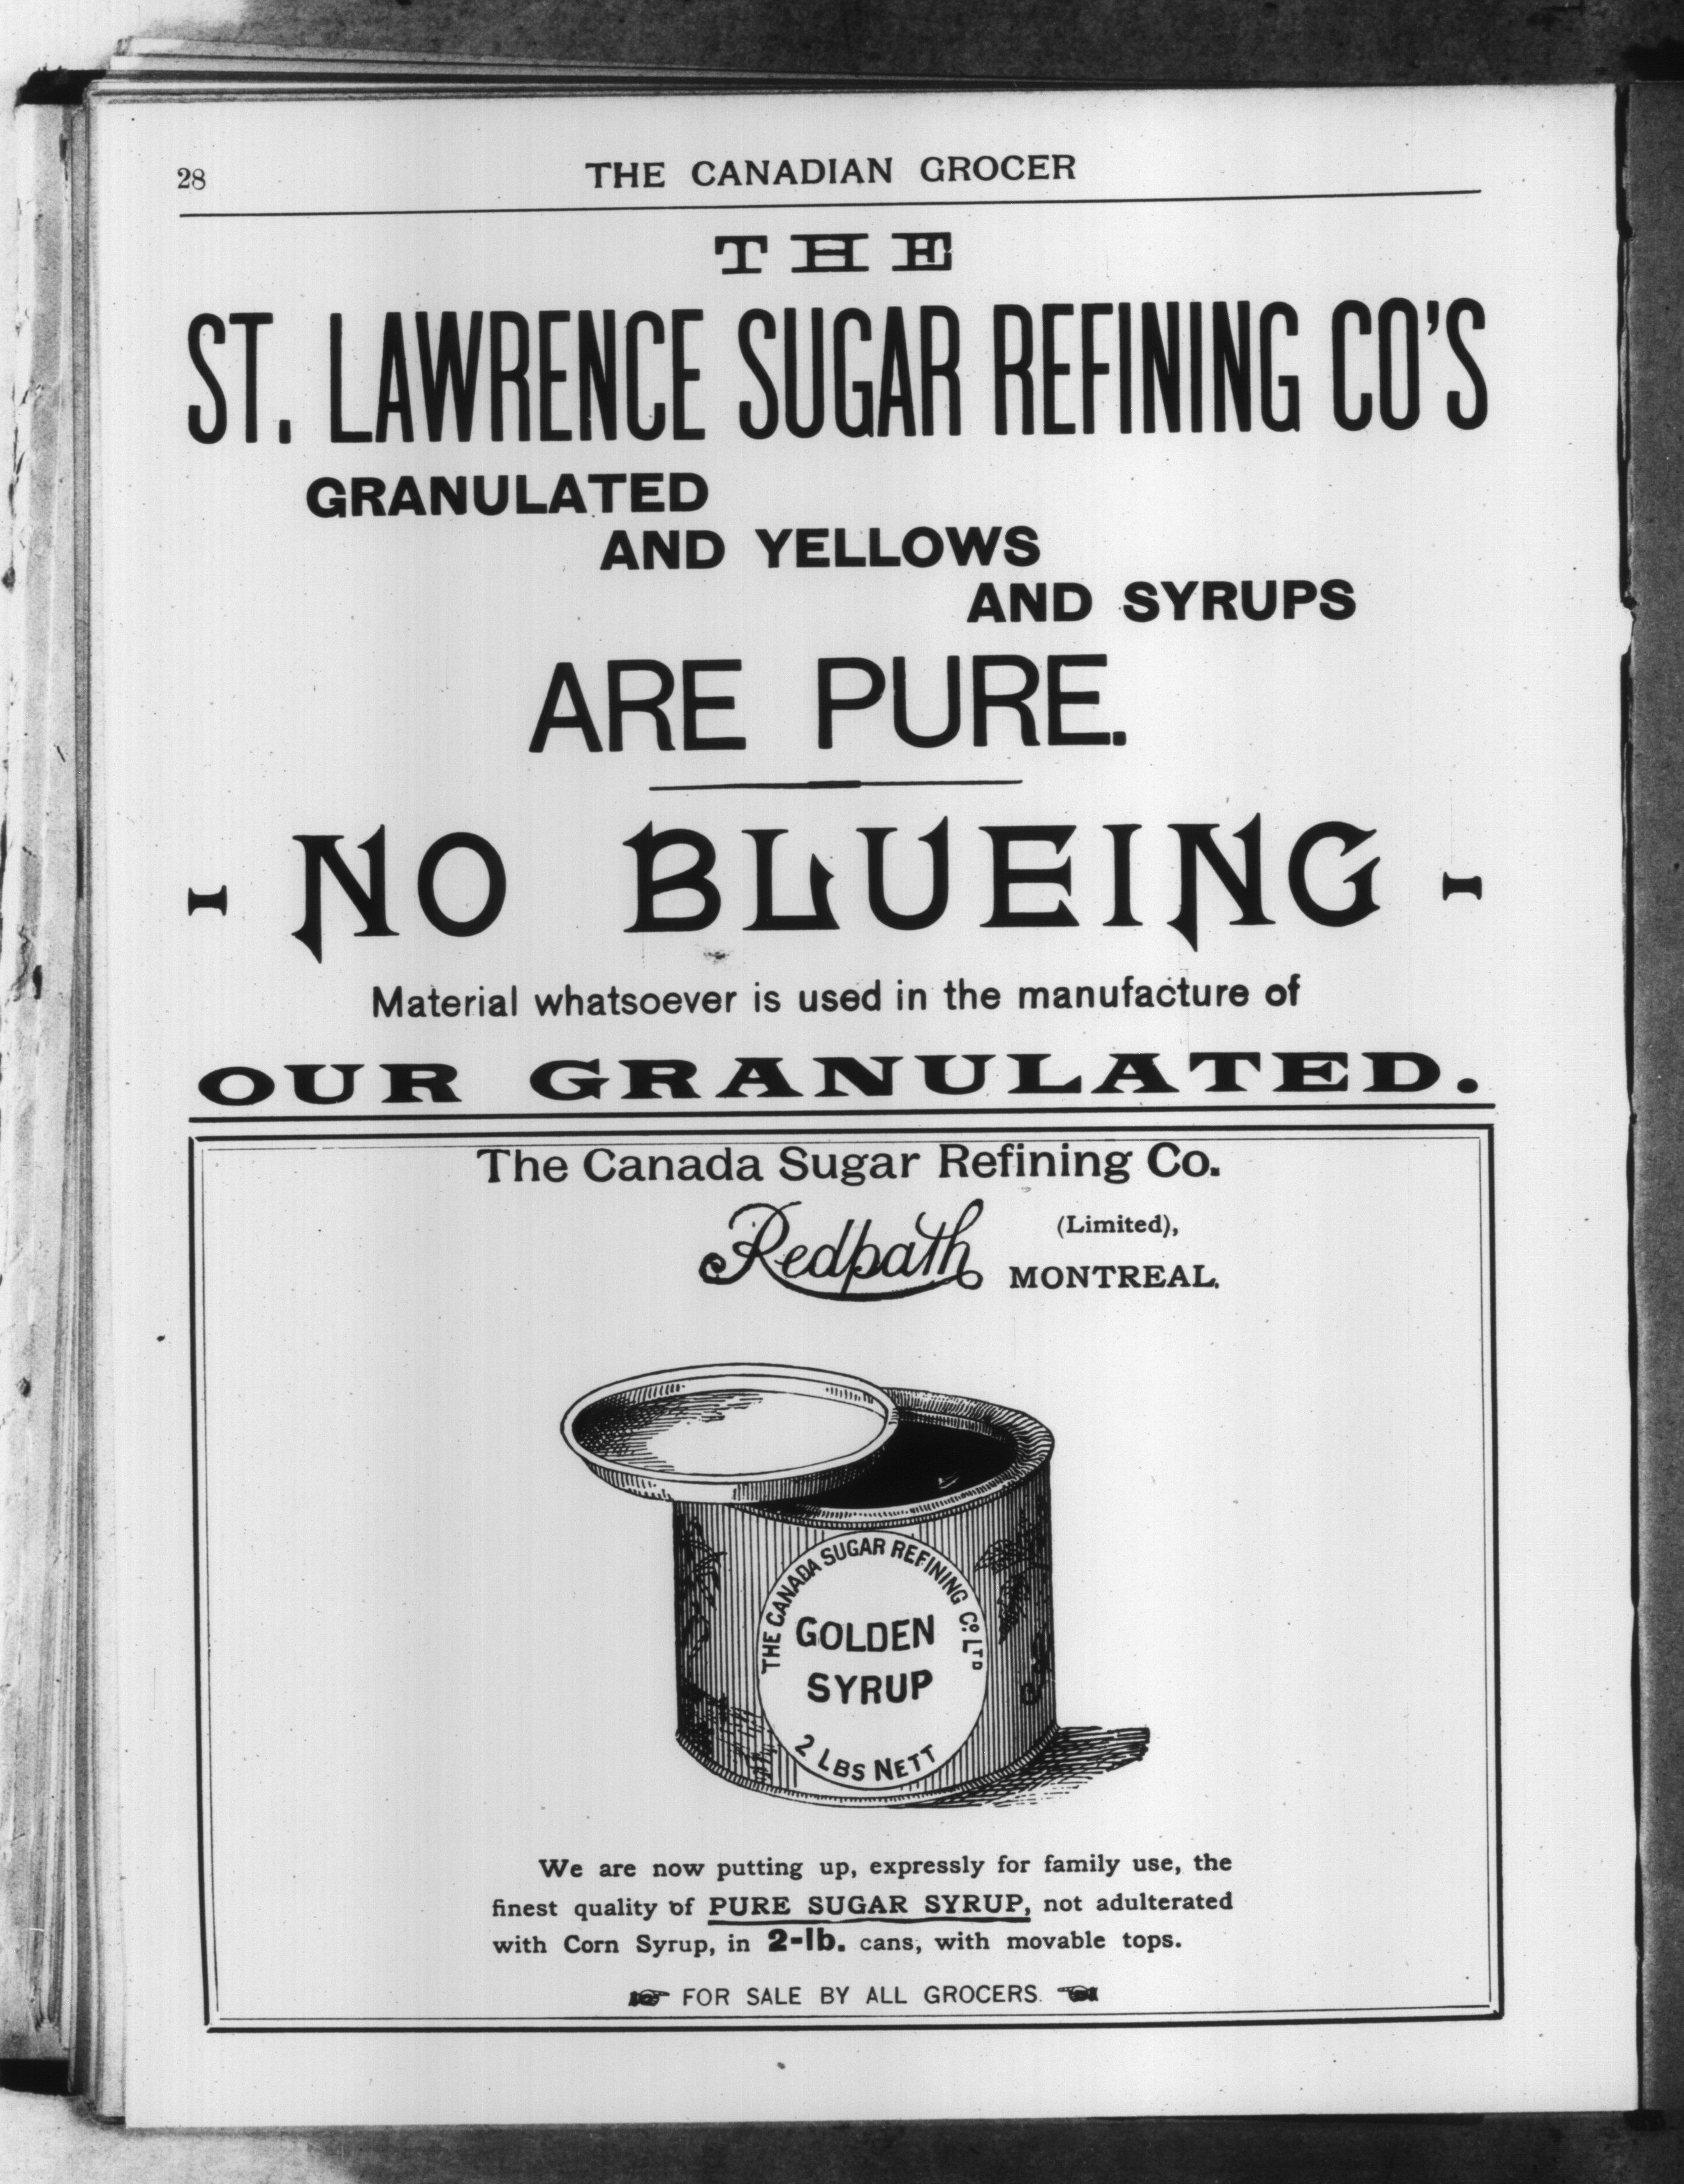 28
THE CANADIAN GROCER
THE
ST. LAWRENCE SUGAR REFINING CO'S
GRANULATED
AND YELLOWS
AND SYRUPS
ARE PURE.
- NO BLUEING -
Material whatsoever is used in the manufacture of
OUR GRANULATED.
The Canada Sugar Refining Co.
(Limited),
Redpath
MONTREAL.
THE CANADA SUGAR REFINING CO. LTD
GOLDEN
SYRUP
2 LBS NETT
We are now putting up, expressly for family use, the
finest quality of PURE SUGAR SYRUP, not adulterated
with Corn Syrup, in 2-lb. cans, with movable tops.
FOR SALE BY ALL GROCERS.